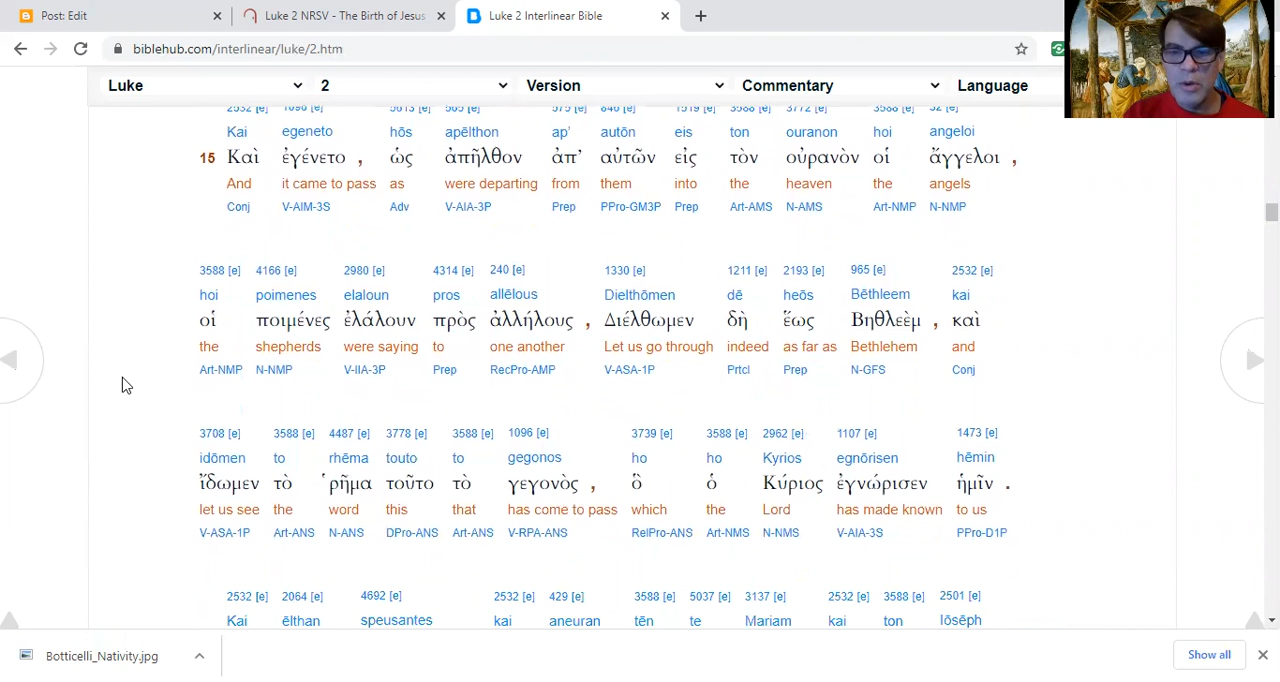 Post: Edit
Luke 2 NRSV - The Birth of Jesus
Luke 2 Interlinear Bible
biblehub.com/interlinear/luke/2.htm
Luke 2 Version Commentary Language
2532 [e] 1096 [e] 5613 [e] 565 [e] 575 [e] 846 [e] 1519 [e] 3588 [e] 3772 [e] 3588 [e] 32 [e]
Kai egeneto hōs apēlthon ap' autōn eis ton ouranon hoi angeloi
15 Καὶ ἐγένετο , ὡς ἀπῆλθον ἀπ’ αὐτῶν εἰς τὸν οὐρανὸν οἱ ἄγγελοι ,
And it came to pass as were departing from them into the heaven the angels
Conj V-AIM-3S Adv V-AIA-3P Prep PPro-GM3P Prep Art-AMS N-AMS Art-NMP N-NMP
3588 [e] 4166 [e] 2980 [e] 4314 [e] 240 [e] 1330 [e] 1211 [e] 2193 [e] 965 [e] 2532 [e]
hoi poimenes elaloun pros allēlous Dielthōmen dē heōs Bēthleem kai
οἱ ποιμένες ἐλάλουν πρὸς ἀλλήλους , Διέλθωμεν δὴ ἕως Βηθλεὲμ , καὶ
the shepherds were saying to one another Let us go through indeed as far as Bethlehem and
Art-NMP N-NMP V-IIA-3P Prep RecPro-AMP V-ASA-1P Prtcl Prep N-GFS Conj
3708 [e] 3588 [e] 4487 [e] 3778 [e] 3588 [e] 1096 [e] 3739 [e] 3588 [e] 2962 [e] 1107 [e] 1473 [e]
idōmen to rhēma touto to gegonos ho ho Kyrios egnōrisen hēmin
ἴδωμεν τὸ ῥῆμα τοῦτο τὸ γεγονὸς , ὃ ὁ Κύριος ἐγνώρισεν ἡμῖν .
let us see the word this that has come to pass which the Lord has made known to us
V-ASA-1P Art-ANS N-ANS DPro-ANS Art-ANS V-RPA-ANS RelPro-ANS Art-NMS N-NMS V-AIA-3S PPro-D1P
2532 [e] 2064 [e] 4692 [e] 2532 [e] 429 [e] 3588 [e] 5037 [e] 3137 [e] 2532 [e] 3588 [e] 2501 [e]
Kai ēlthan speusantes kai aneuran tēn te Mariam kai ton Iōsēph
Botticelli_Nativity.jpg
Show all